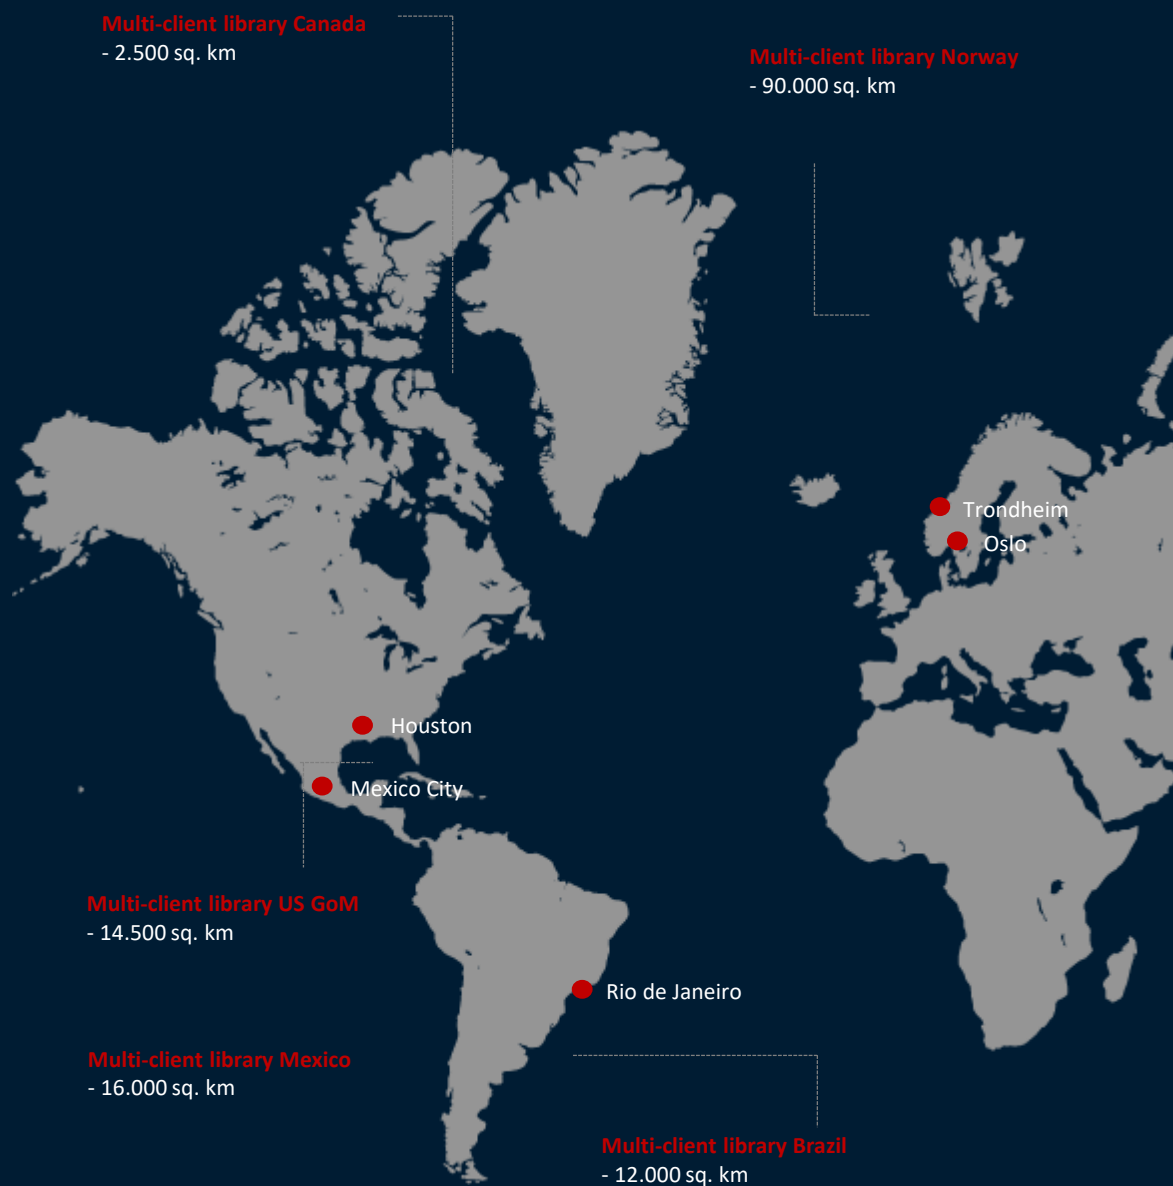 Multi-client library Canada
- 2.500 sq. km
Multi-client library Norway
- 90.000 sq. km
Trondheim
Oslo
Houston
Mexico City
Multi-client library US GoM
- 14.500 sq. km
Rio de Janeiro
Multi-client library Mexico
- 16.000 sq. km
Multi-client library Brazil
- 12.000 sq. km